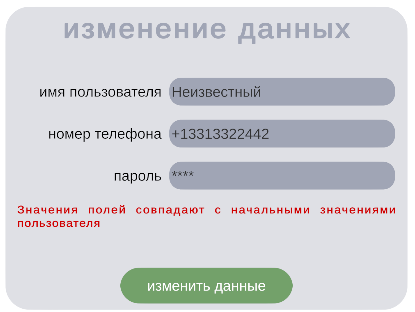 изменение данных
имя пользователя Неизвестный
номер телефона +13313322442
пароль ****
Значения полей совпадают с начальными значениями
пользователя
изменить данные